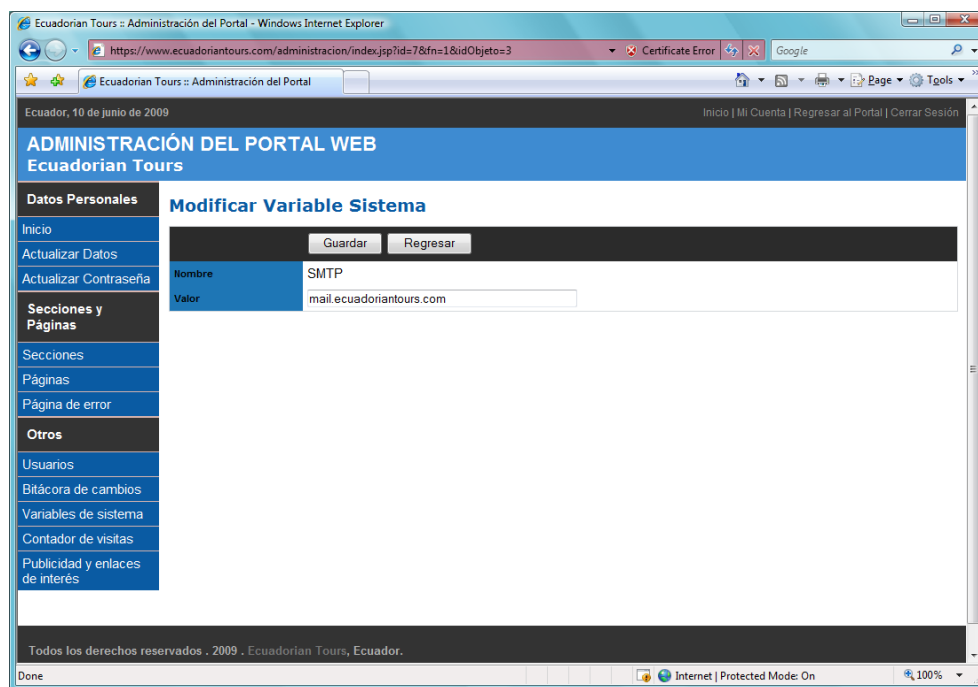 Ecuadorian Tours :: Administración del Portal - Windows Internet Explorer
https://www.ecuadoriantours.com/administracion/index.jsp?id=7&fn=1&idObjeto=3
Certificate Error
Google
Ecuadorian Tours :: Administración del Portal
Page
Tools
Ecuador, 10 de junio de 2009
Inicio | Mi Cuenta | Regresar al Portal | Cerrar Sesión
ADMINISTRACIÓN DEL PORTAL WEB
Ecuadorian Tours
Datos Personales
Inicio
Actualizar Datos
Actualizar Contraseña
Secciones y
Páginas
Secciones
Páginas
Página de error
Otros
Usuarios
Bitácora de cambios
Variables de sistema
Contador de visitas
Publicidad y enlaces
de interés
Modificar Variable Sistema
Guardar
Regresar
Nombre
SMTP
Valor
mail.ecuadoriantours.com
Todos los derechos reservados . 2009 . Ecuadorian Tours, Ecuador.
Done
Internet | Protected Mode: On
100%